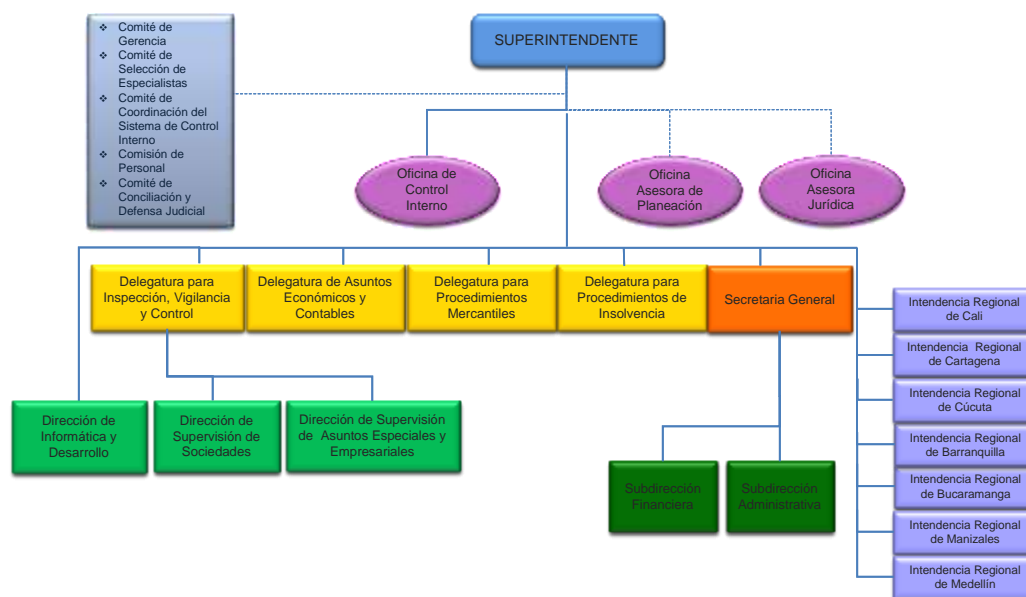 Comité de
Gerencia
Comité de
Selección de
Especialistas
Comité de
Coordinación del
Sistema de Control
Interno
Comisión de
Personal
Comité de
Conciliación y
Defensa Judicial
SUPERINTENDENTE
Oficina de
Control
Interno
Oficina
Asesora de
Planeación
Oficina
Asesora
Jurídica
Delegatura para
Inspección, Vigilancia
y Control
Delegatura de Asuntos
Económicos y
Contables
Delegatura para
Procedimientos
Mercantiles
Delegatura para
Procedimientos de
Insolvencia
Secretaria General
Intendencia Regional
de Cali
Intendencia Regional
de Cartagena
Intendencia Regional
de Cúcuta
Intendencia Regional
de Barranquilla
Intendencia Regional
de Bucaramanga
Intendencia Regional
de Manizales
Intendencia Regional
de Medellín
Dirección de
Informática y
Desarrollo
Dirección de
Supervisión de
Sociedades
Dirección de Supervisión
de Asuntos Especiales y
Empresariales
Subdirección
Financiera
Subdirección
Administrativa